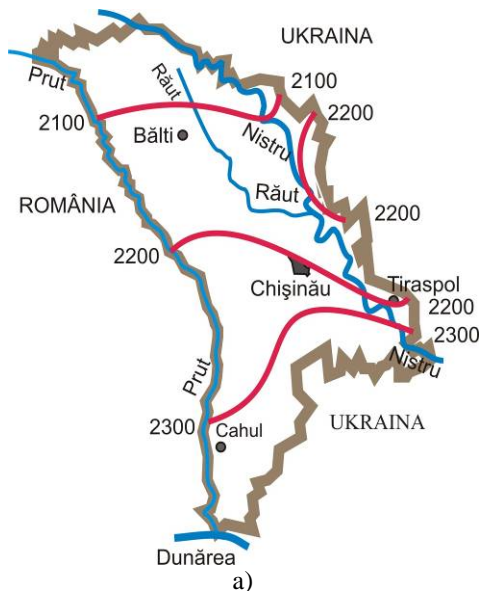 UKRAINA
Prut
Răut
2100
2200
2100
Nistru
Bălti
Răut
ROMÂNIA
2200
2200
Chişinău
Tiraspol
2200
2300
Nistru
Prut
2300
Cahul
UKRAINA
Dunărea
a)